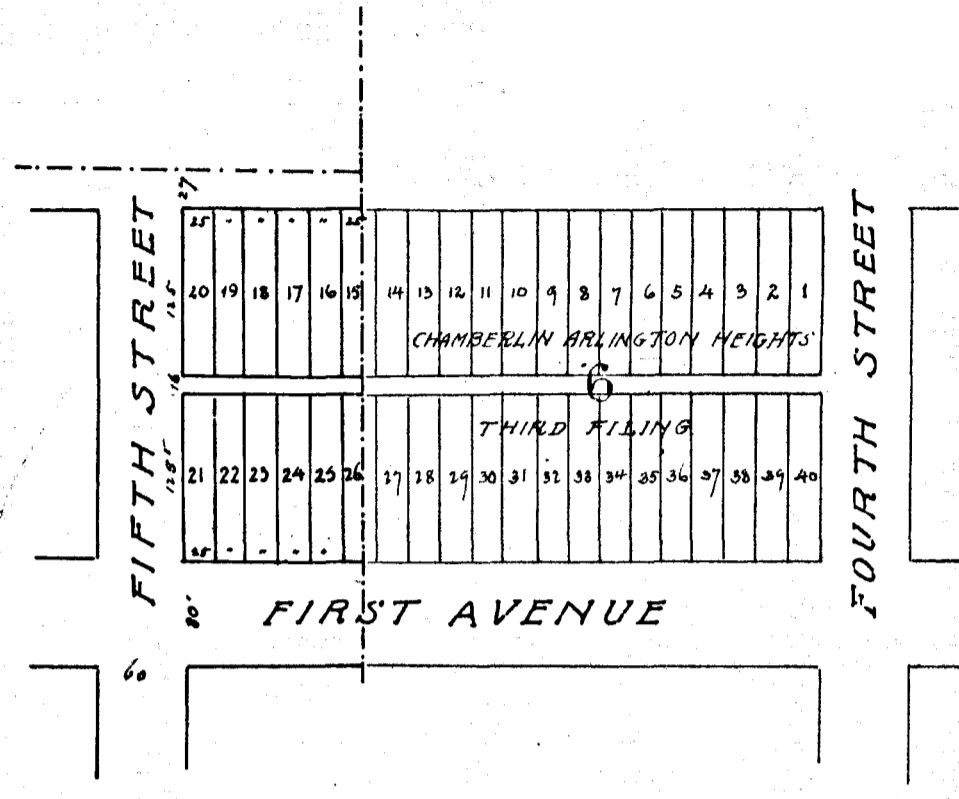 27
25 " " " " 25
20 19 18 17 16 15 14 13 12 11 10 9 8 7 6 5 4 3 2 1
125
CHAMBERLIN ARLINGTON HEIGHTS
16
6
THIRD FILING
125
21 22 23 24 25 26 27 28 29 30 31 32 33 34 35 36 37 38 39 40
25 " " " "
FIFTH STREET
FOURTH STREET
80'
FIRST AVENUE
60